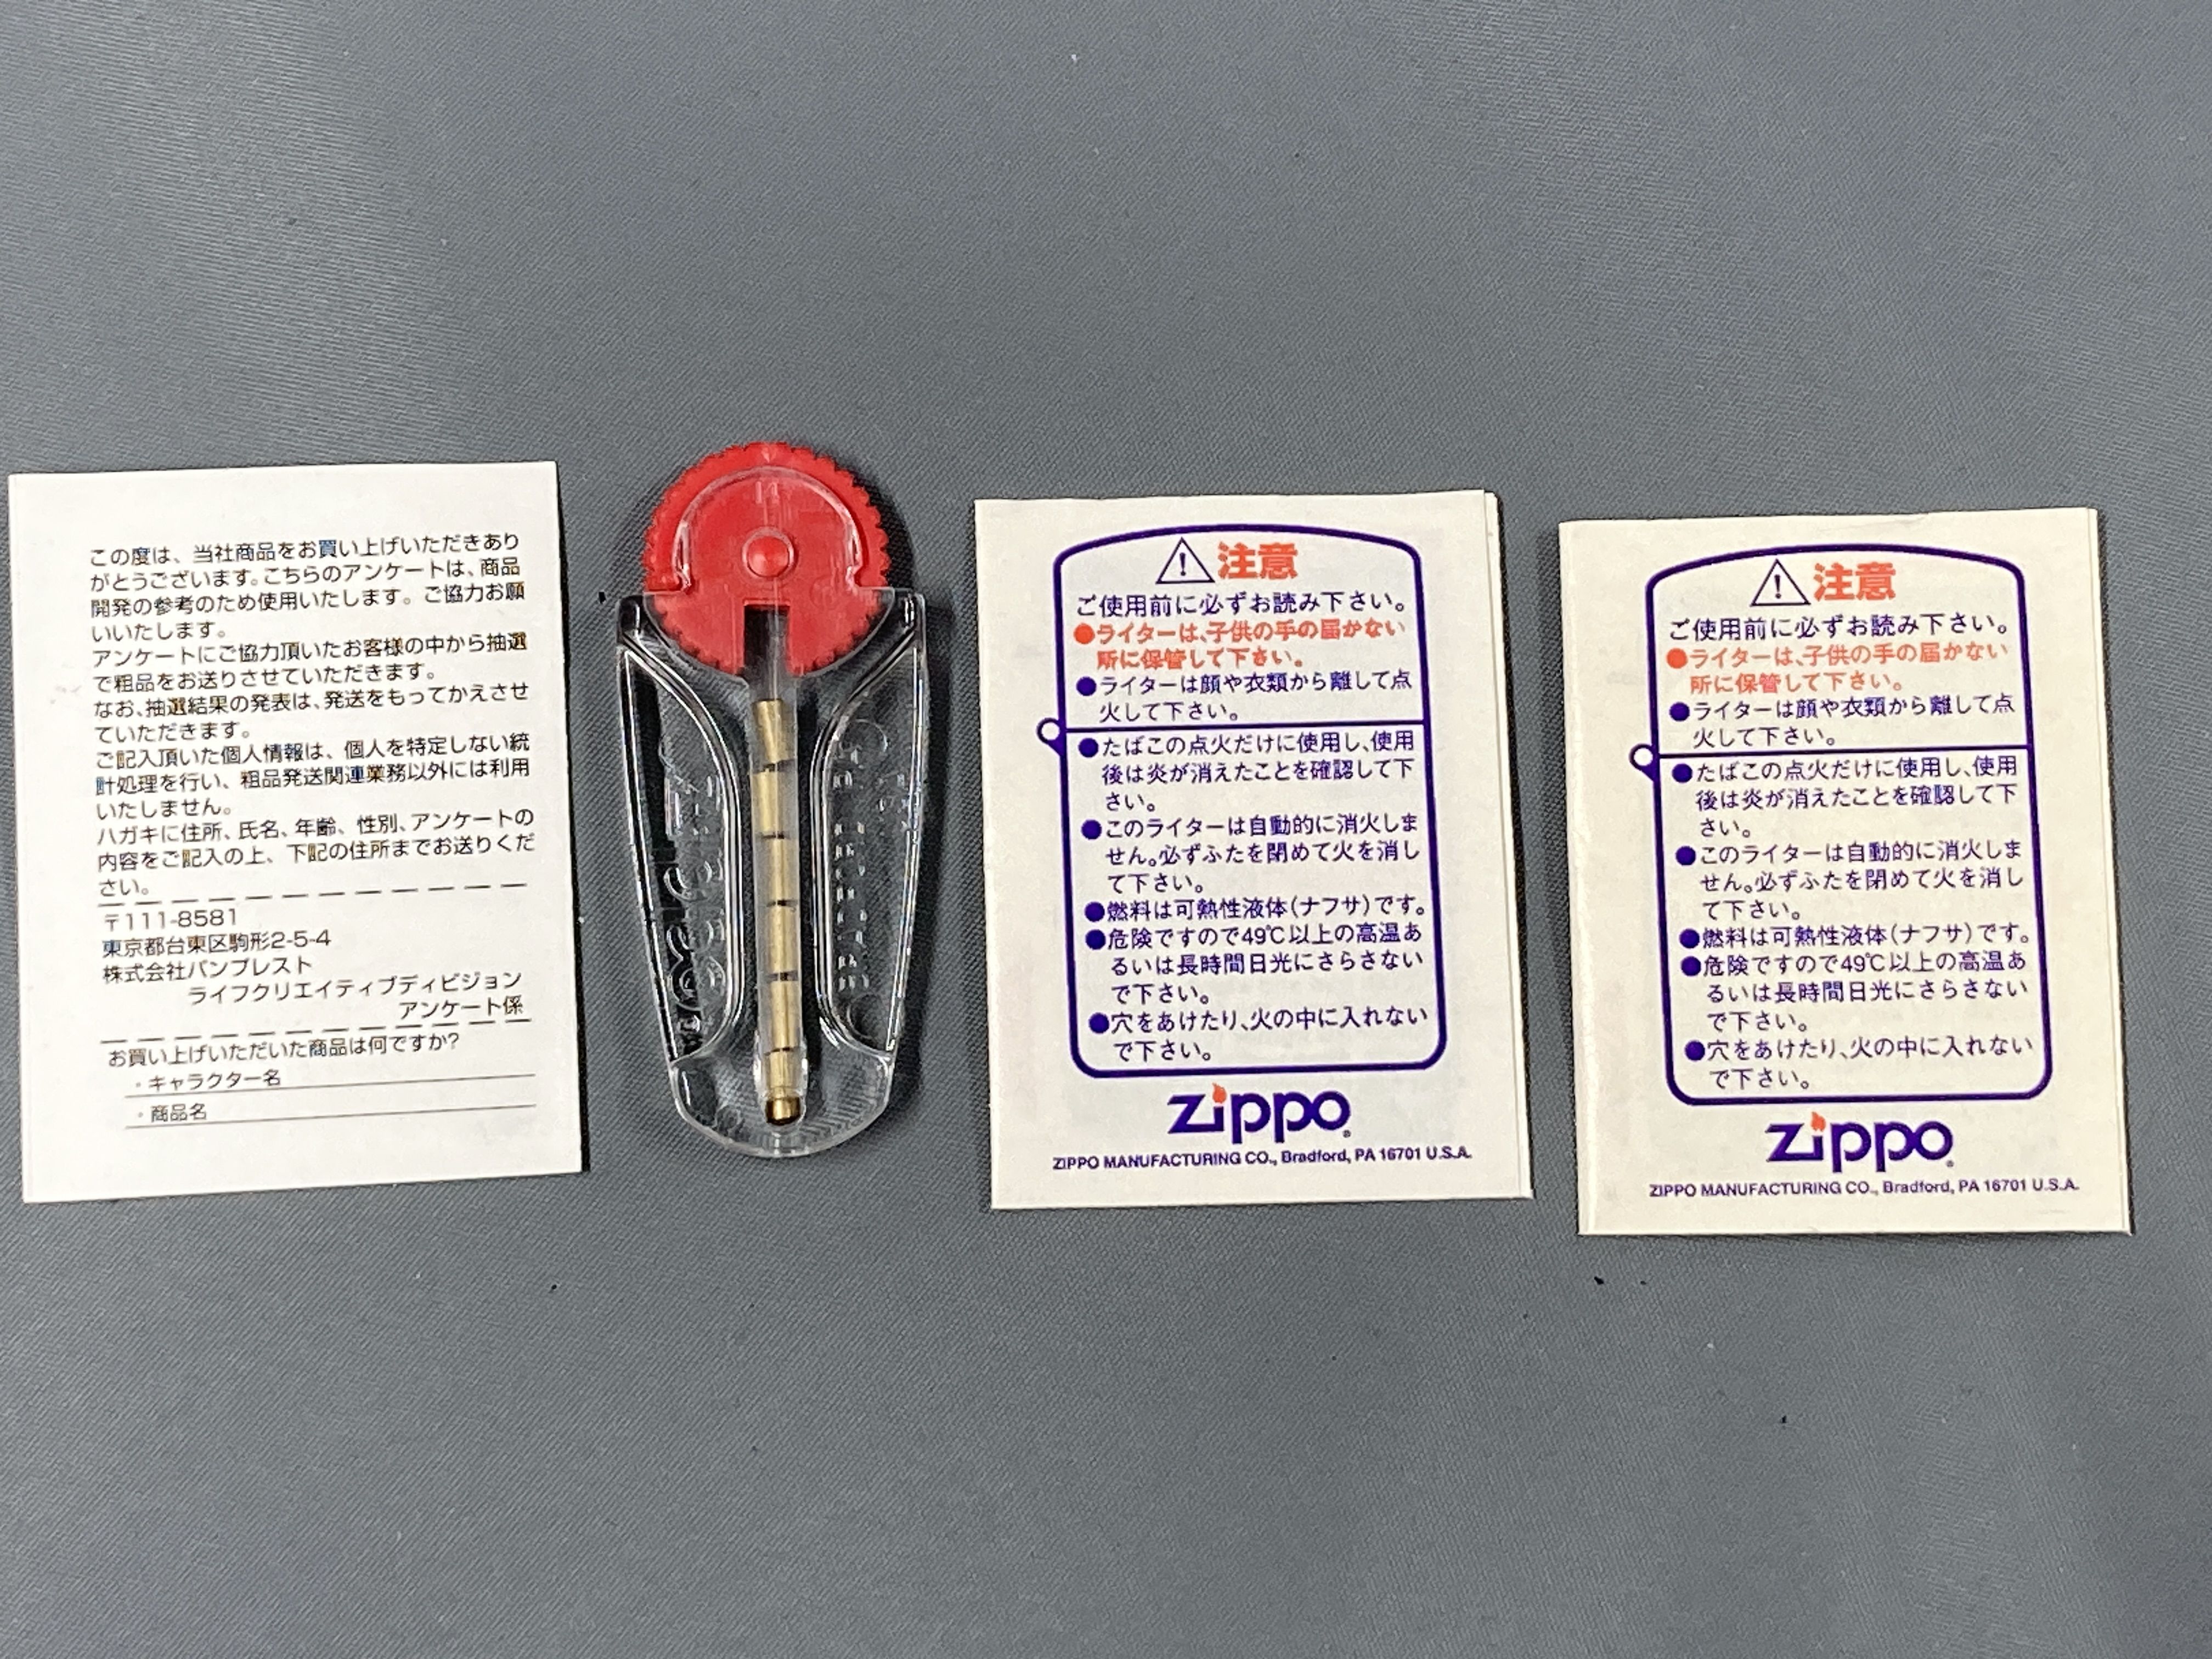 この度は、当社商品をお買い上げいただきあり
がとうございます。こちらのアンケートは、商品
開発の参考のため使用いたします。ご協力お願
いいたします。
アンケートにご協力頂いたお客様の中から抽選
で粗品をお送りさせていただきます。
なお、抽選結果の発表は、発送をもってかえさせ
ていただきます。
ご記入頂いた個人情報は、個人を特定しない統
計処理を行い、粗品発送関連業務以外には利用
いたしません。
ハガキに住所、氏名、年齢、性別、アンケートの
内容をご記入の上、下記の住所までお送りくだ
さい。
〒111-8581
東京都台東区駒形2-5-4
株式会社バンプレスト
ライフクリエイティブディビジョン
アンケート係
お買い上げいただいた商品は何ですか?
・キャラクター名
・商品名
注意
ご使用前に必ずお読み下さい。
●ライターは、子供の手の届かない
所に保管して下さい。
●ライターは顔や衣類から離して点
火して下さい。
●たばこの点火だけに使用し、使用
後は炎が消えたことを確認して下
さい。
●このライターは自動的に消火しま
せん。必ずふたを閉めて火を消し
て下さい。
●燃料は可熱性液体(ナフサ)です。
●危険ですので49℃以上の高温あ
るいは長時間日光にさらさない
で下さい。
●穴をあけたり、火の中に入れない
で下さい。
zippo
ZIPPO MANUFACTURING CO., Bradford, PA 16701 U.S.A.
注意
ご使用前に必ずお読み下さい。
●ライターは、子供の手の届かない
所に保管して下さい。
●ライターは顔や衣類から離して点
火して下さい。
●たばこの点火だけに使用し、使用
後は炎が消えたことを確認して下
さい。
●このライターは自動的に消火しま
せん。必ずふたを閉めて火を消し
て下さい。
●燃料は可熱性液体(ナフサ)です。
●危険ですので49℃以上の高温あ
るいは長時間日光にさらさない
で下さい。
●穴をあけたり、火の中に入れない
で下さい。
zippo
ZIPPO MANUFACTURING CO., Bradford, PA 16701 U.S.A.